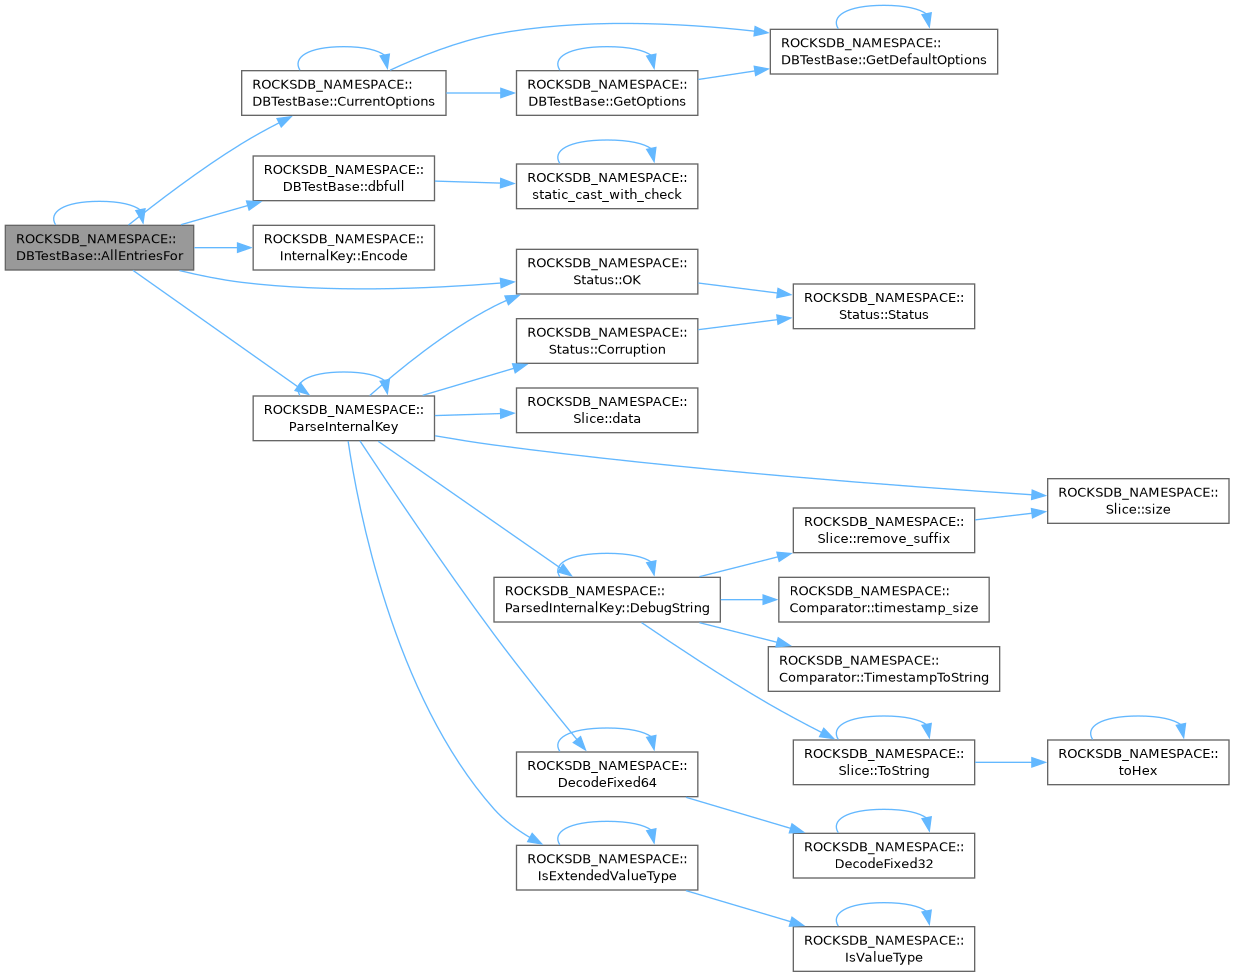 ROCKSDB_NAMESPACE::
DBTestBase::AllEntriesFor
ROCKSDB_NAMESPACE::
DBTestBase::CurrentOptions
ROCKSDB_NAMESPACE::
DBTestBase::GetOptions
ROCKSDB_NAMESPACE::
DBTestBase::GetDefaultOptions
ROCKSDB_NAMESPACE::
DBTestBase::dbfull
ROCKSDB_NAMESPACE::
static_cast_with_check
ROCKSDB_NAMESPACE::
InternalKey::Encode
ROCKSDB_NAMESPACE::
Status::OK
ROCKSDB_NAMESPACE::
Status::Status
ROCKSDB_NAMESPACE::
Status::Corruption
ROCKSDB_NAMESPACE::
ParseInternalKey
ROCKSDB_NAMESPACE::
Slice::data
ROCKSDB_NAMESPACE::
Slice::size
ROCKSDB_NAMESPACE::
Slice::remove_suffix
ROCKSDB_NAMESPACE::
ParsedInternalKey::DebugString
ROCKSDB_NAMESPACE::
Comparator::timestamp_size
ROCKSDB_NAMESPACE::
Comparator::TimestampToString
ROCKSDB_NAMESPACE::
Slice::ToString
ROCKSDB_NAMESPACE::
toHex
ROCKSDB_NAMESPACE::
DecodeFixed64
ROCKSDB_NAMESPACE::
DecodeFixed32
ROCKSDB_NAMESPACE::
IsExtendedValueType
ROCKSDB_NAMESPACE::
IsValueType